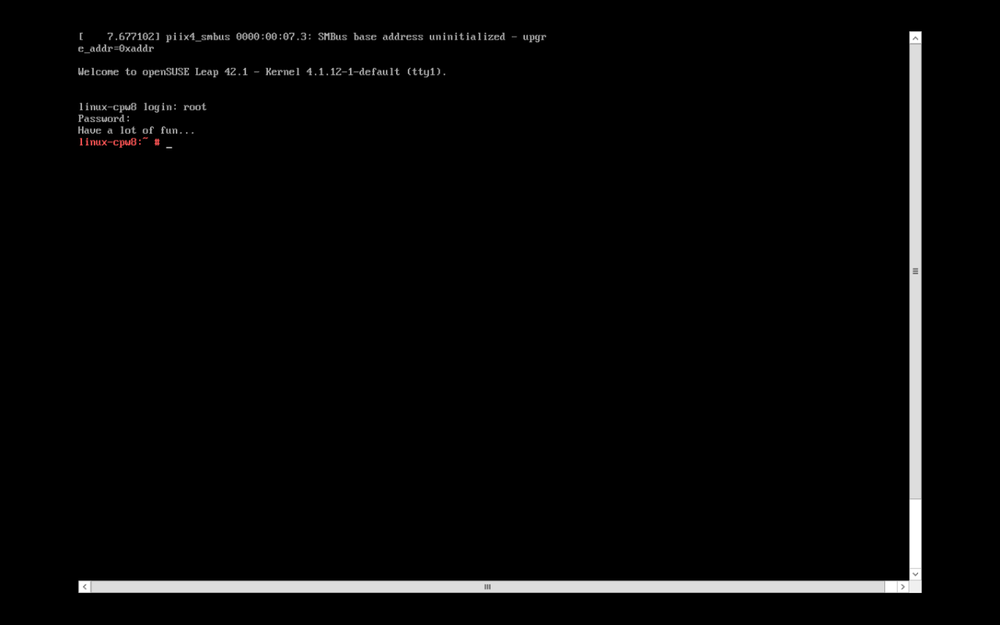 [    7.677102] piix4_smbus 0000:00:07.3: SMBus base address uninitialized - upgr
e_addr=0xaddr
Welcome to openSUSE Leap 42.1 - Kernel 4.1.12-1-default (tty1).
linux-cpw8 login: root
Password:
Have a lot of fun...
linux-cpw8:~ # _